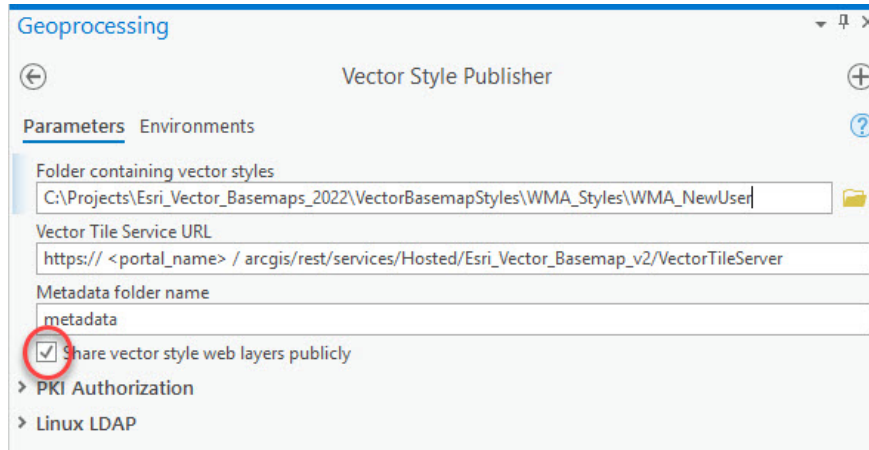 Geoprocessing
Vector Style Publisher
Parameters Environments
Folder containing vector styles
C:\Projects\Esri_Vector_Basemaps_2022\VectorBasemapStyles\WMA_Styles\WMA_NewUser
Vector Tile Service URL
https:// <portal_name> / arcgis/rest/services/Hosted/Esri_Vector_Basemap_v2/VectorTileServer
Metadata folder name
metadata
Share vector style web layers publicly
PKI Authorization
Linux LDAP